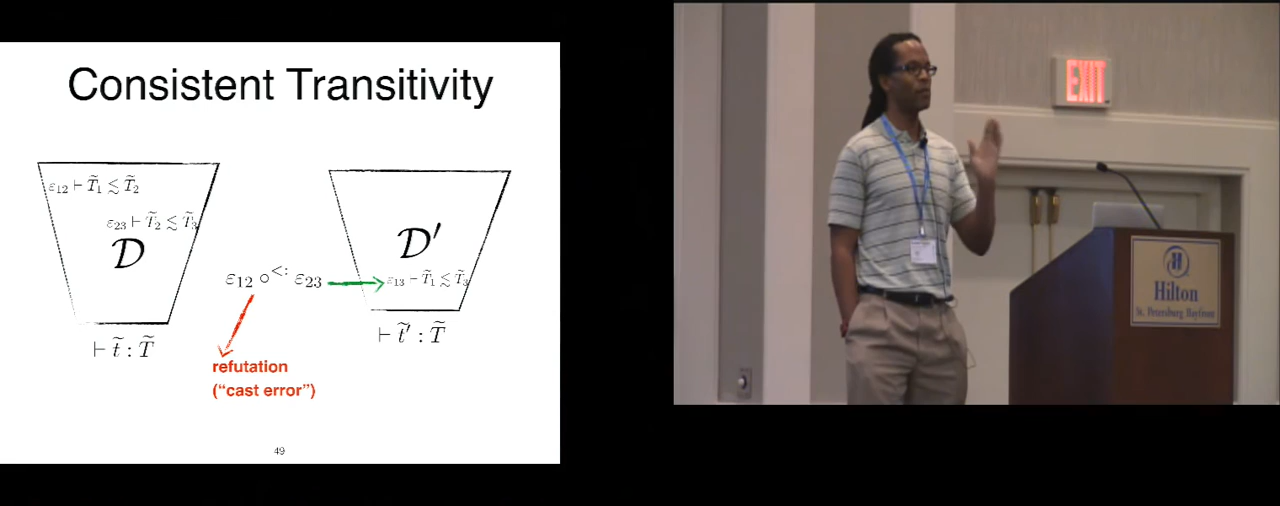 Consistent Transitivity
ε₁₂ ⊢ T̃₁ ≲ T̃₂
ε₂₃ ⊢ T̃₂ ≲ T̃₃
𝒟
⊢ t̃ : T̃
ε₁₂ ∘^<: ε₂₃
𝒟′
ε₁₃ ⊢ T̃₁ ≲ T̃₃
⊢ t̃′ : T̃
refutation
("cast error")
49
EXIT
H
Hilton
St. Petersburg Bayfront